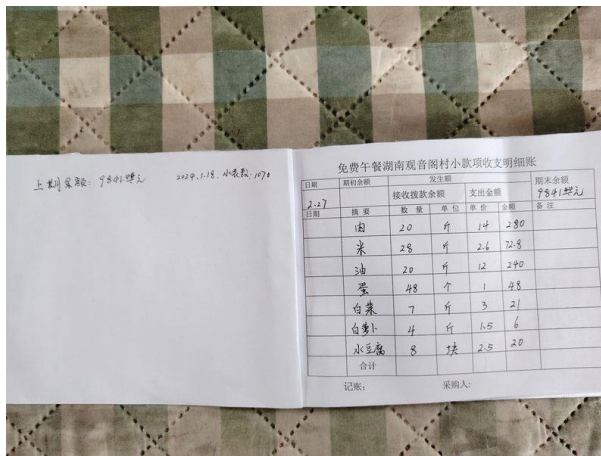 上期余额: 9841.4元 2024.1.18. 水表数:1070
免费午餐湖南观音阁村小款项收支明细账
日期 期初余额 发生额 期末余额
接收拨款余额 支出金额 9841.4元
2.27
日期 摘要 数量 单位 单价 金额 备注
肉 20 斤 14 280
米 28 斤 2.6 72.8
油 20 斤 12 240
蛋 48 个 1 48
白菜 7 斤 3 21
白萝卜 4 斤 1.5 6
水豆腐 8 块 2.5 20
合计
记账: 采购人: